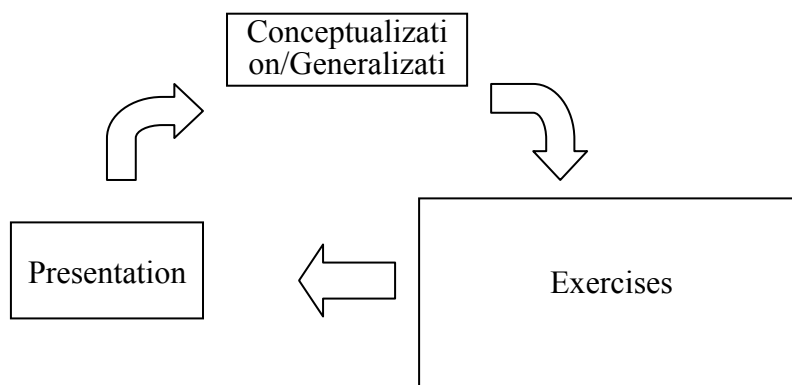 Conceptualizati
on/Generalizati
Presentation
Exercises